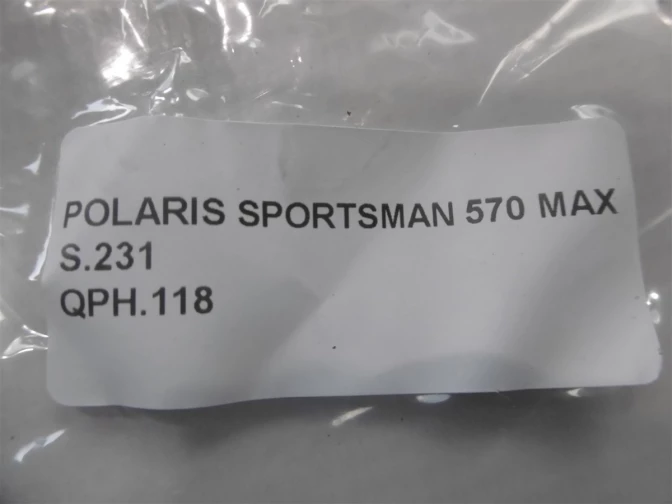 POLARIS SPORTSMAN 570 MAX
S.231
QPH.118